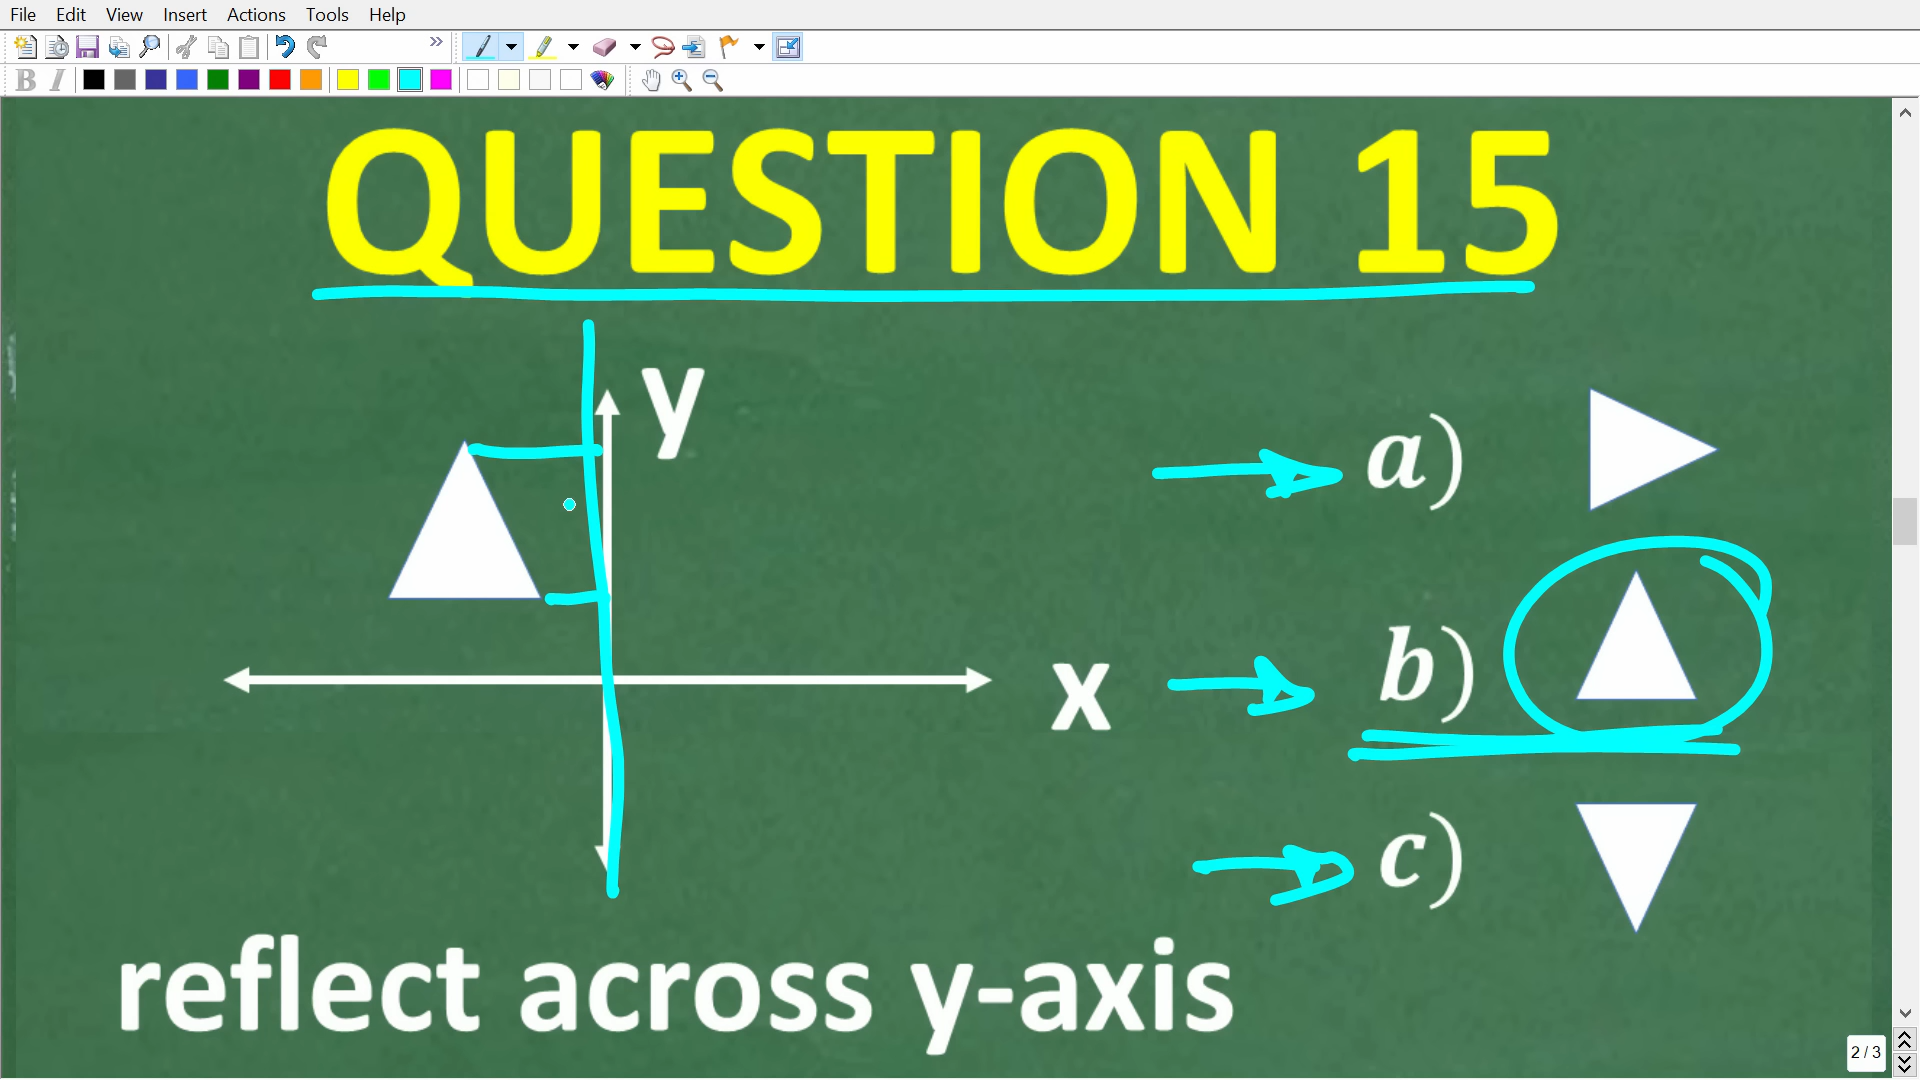 File Edit View Insert Actions Tools Help
B I
QUESTION 15
y
a)
x
b)
c)
reflect across y-axis
2 / 3